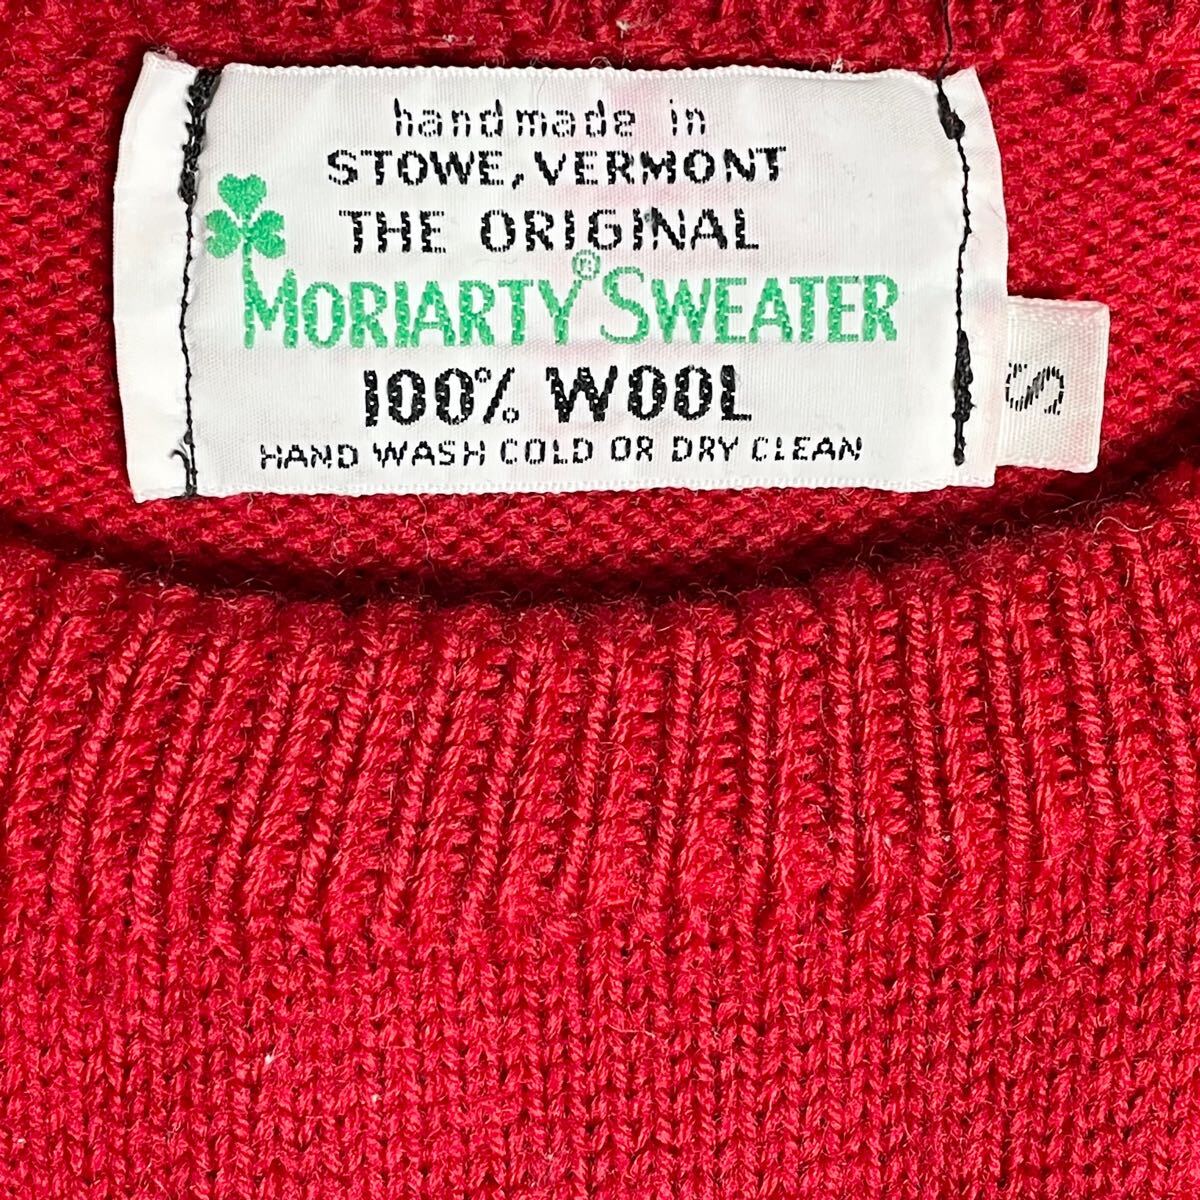 handmade in
STOWE, VERMONT
THE ORIGINAL
MORIARTY® SWEATER
100% WOOL
HAND WASH COLD OR DRY CLEAN
S